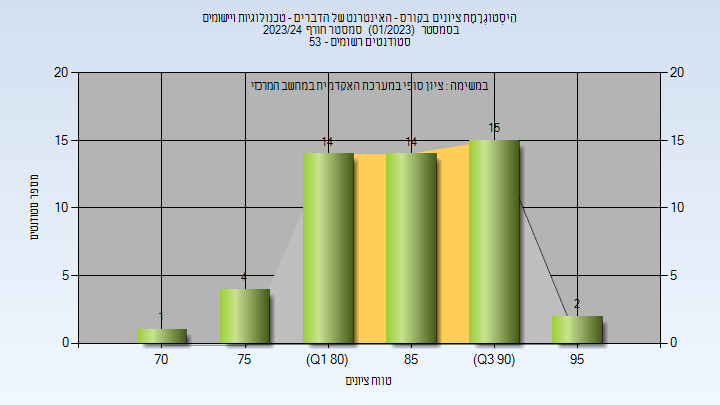 הִיסְטוֹגְרָמַת ציונים בקורס - האינטרנט של הדברים - טכנולוגיות ויישומים
בסמסטר (01/2023) סמסטר חורף 2023/24
סטודנטים רשומים - 53
במשימה : ציון סופי במערכת האקדמית במחשב המרכזי
20 20
15 15
10 10
5 5
0 0
מספר סטודנטים
1 4 14 14 15 2
70 75 (Q1 80) 85 (Q3 90) 95
טווח ציונים